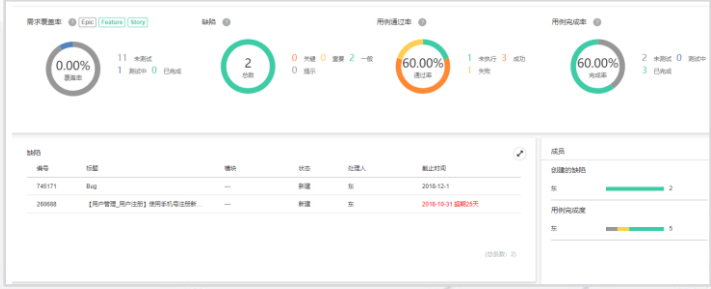 需求覆盖率 Epic Feature Story
缺陷
用例通过率
用例完成率
0.00%
覆盖率
11 未测试
1 测试中 0 已完成
2
总数
0 关键 0 重要 2 一般
0 提示
60.00%
通过率
1 未执行 3 成功
1 失败
60.00%
完成率
2 未测试 0 测试中
3 已完成
缺陷
编号 标题 模块 状态 处理人 截止时间
746171 Bug --- 新建 东 2018-12-1
269688 【用户管理_用户注册】使用手机号注册新... --- 新建 东 2018-10-31 超期25天
(总条数: 2)
成员
创建的缺陷
东 2
用例完成度
东 5